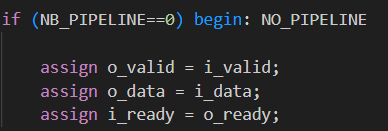 if (NB_PIPELINE==0) begin: NO_PIPELINE
assign o_valid = i_valid;
assign o_data = i_data;
assign i_ready = o_ready;